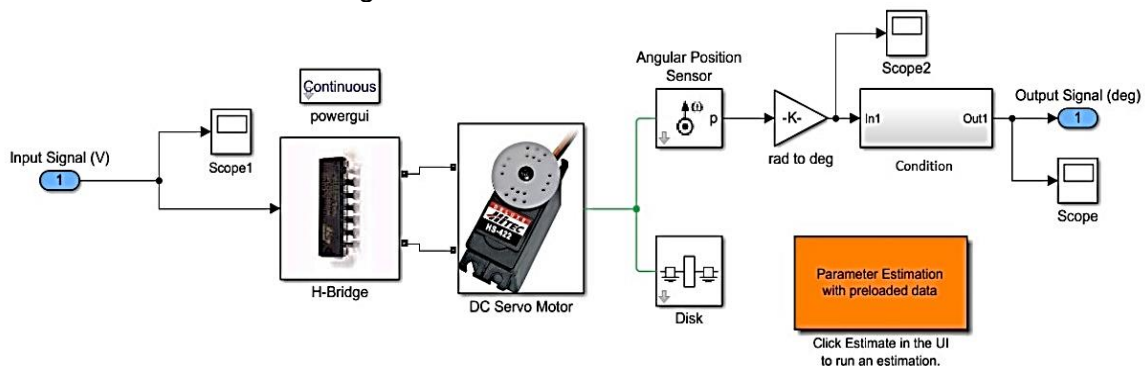 Continuous
powergui
Input Signal (V)
1
Scope1
H-Bridge
HiTEC
HS-422
DC Servo Motor
Angular Position
Sensor
p
Disk
-K-
rad to deg
Scope2
In1
Out1
Condition
Output Signal (deg)
1
Scope
Parameter Estimation
with preloaded data
Click Estimate in the UI
to run an estimation.